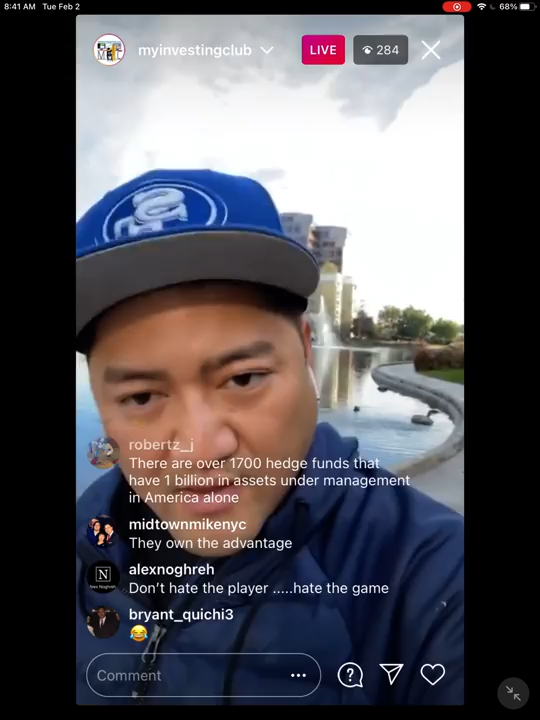 8:41 AM Tue Feb 2
68%
myinvestingclub
LIVE
284
robertz_j
There are over 1700 hedge funds that
have 1 billion in assets under management
in America alone
midtownmikenyc
They own the advantage
alexnoghreh
Don't hate the player .....hate the game
bryant_quichi3
😂
Comment